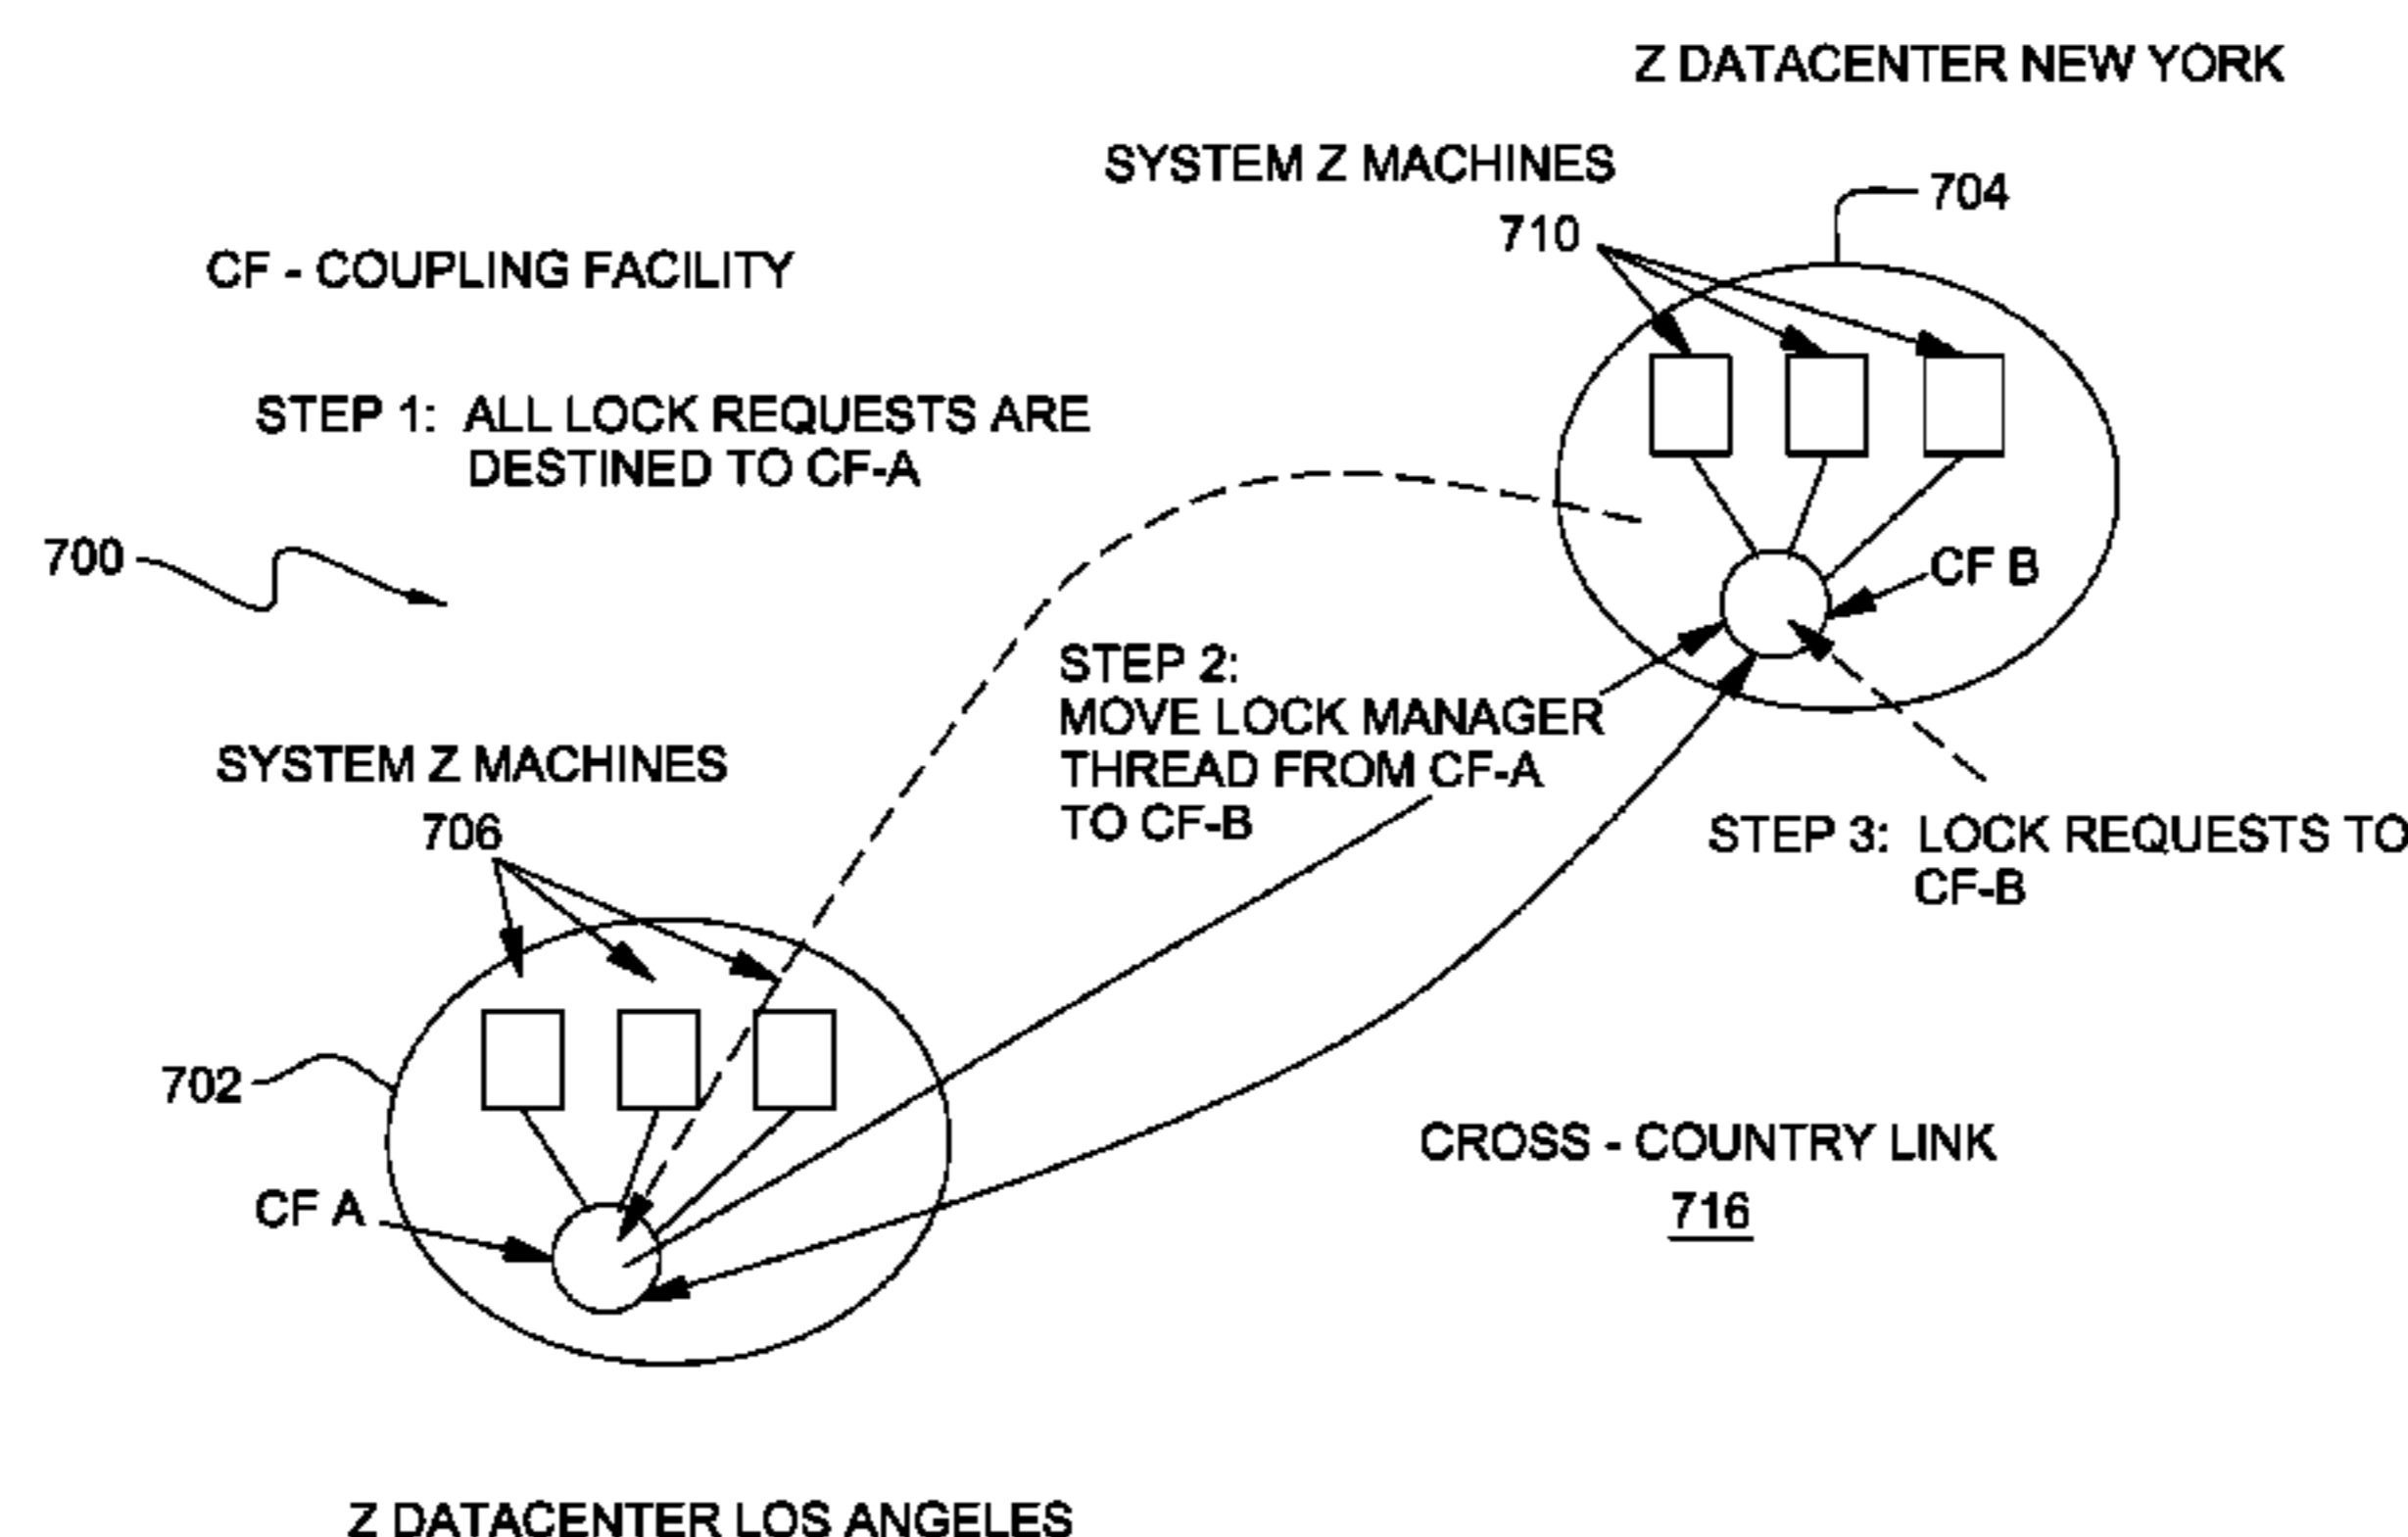 Z DATACENTER NEW YORK
SYSTEM Z MACHINES
710
704
CF - COUPLING FACILITY
STEP 1: ALL LOCK REQUESTS ARE
DESTINED TO CF-A
700
CF B
STEP 2:
MOVE LOCK MANAGER
THREAD FROM CF-A
TO CF-B
SYSTEM Z MACHINES
706
STEP 3: LOCK REQUESTS TO
CF-B
702
CROSS - COUNTRY LINK
716
CF A
Z DATACENTER LOS ANGELES